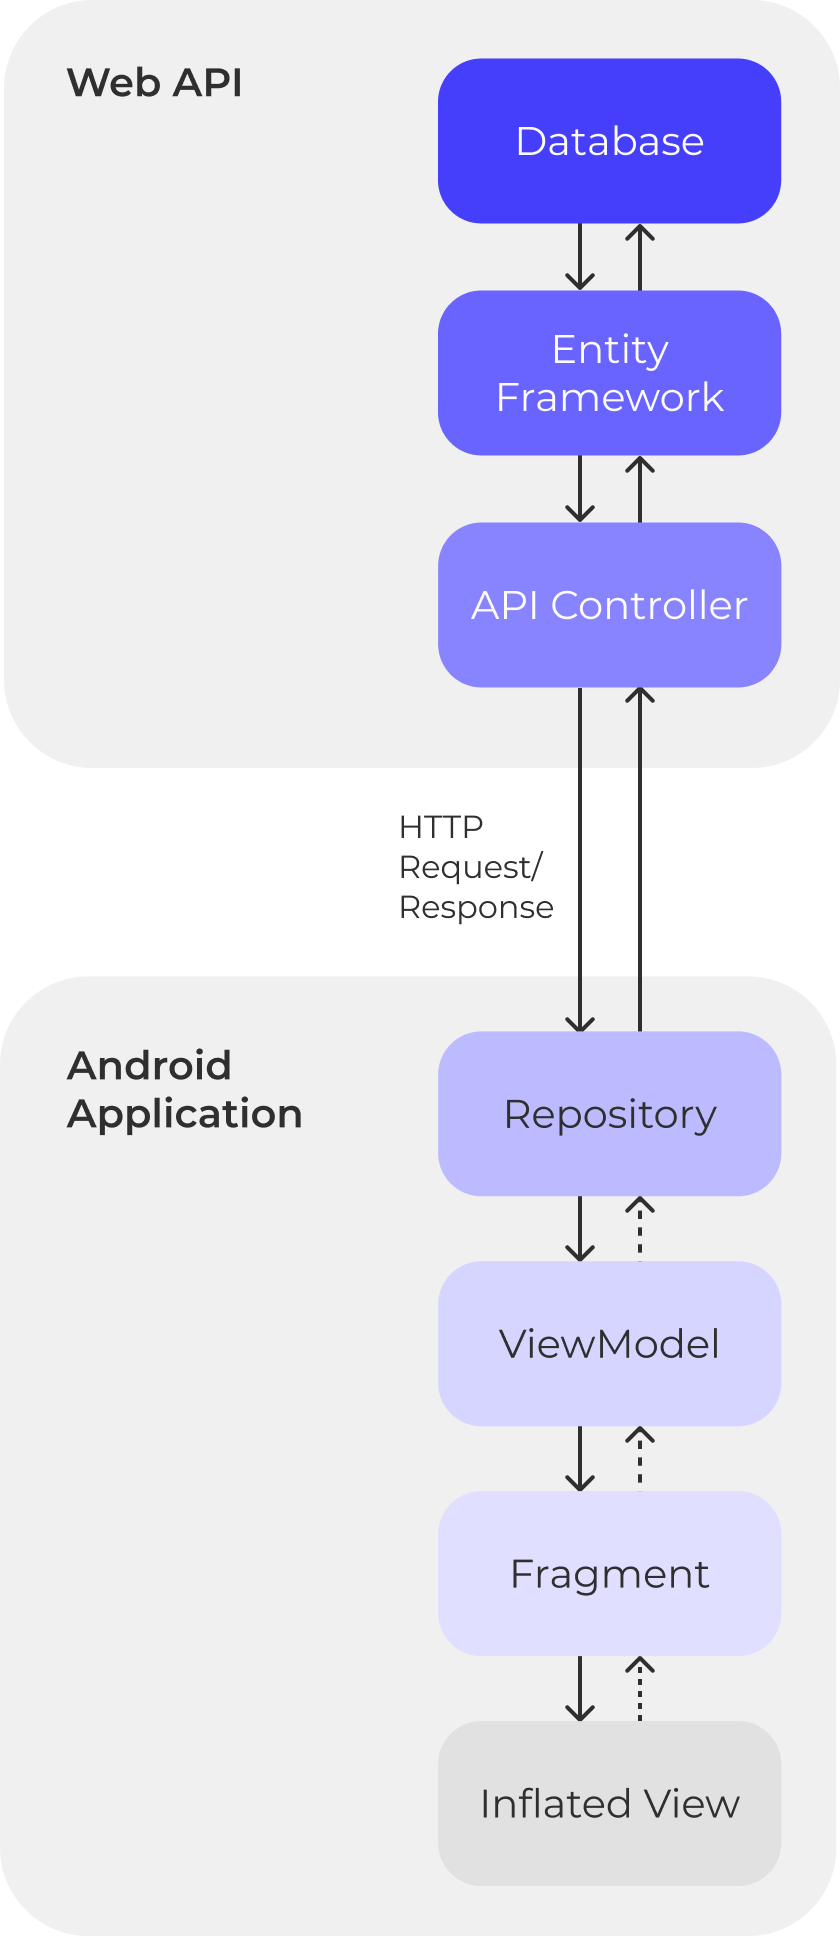 Web API
Database
Entity
Framework
API Controller
HTTP
Request/
Response
Android
Application
Repository
ViewModel
Fragment
Inflated View